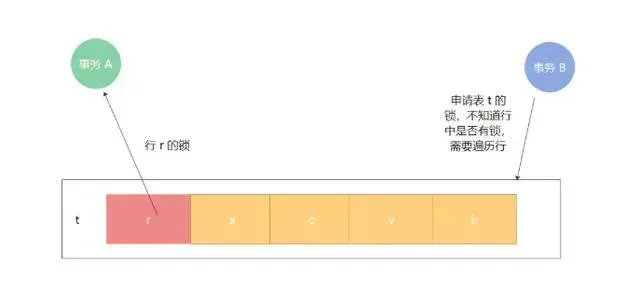 事务 A
事务 B
申请表 t 的
锁，不知道行
中是否有锁，
需要遍历行
行 r 的锁
t
r
x
c
v
b